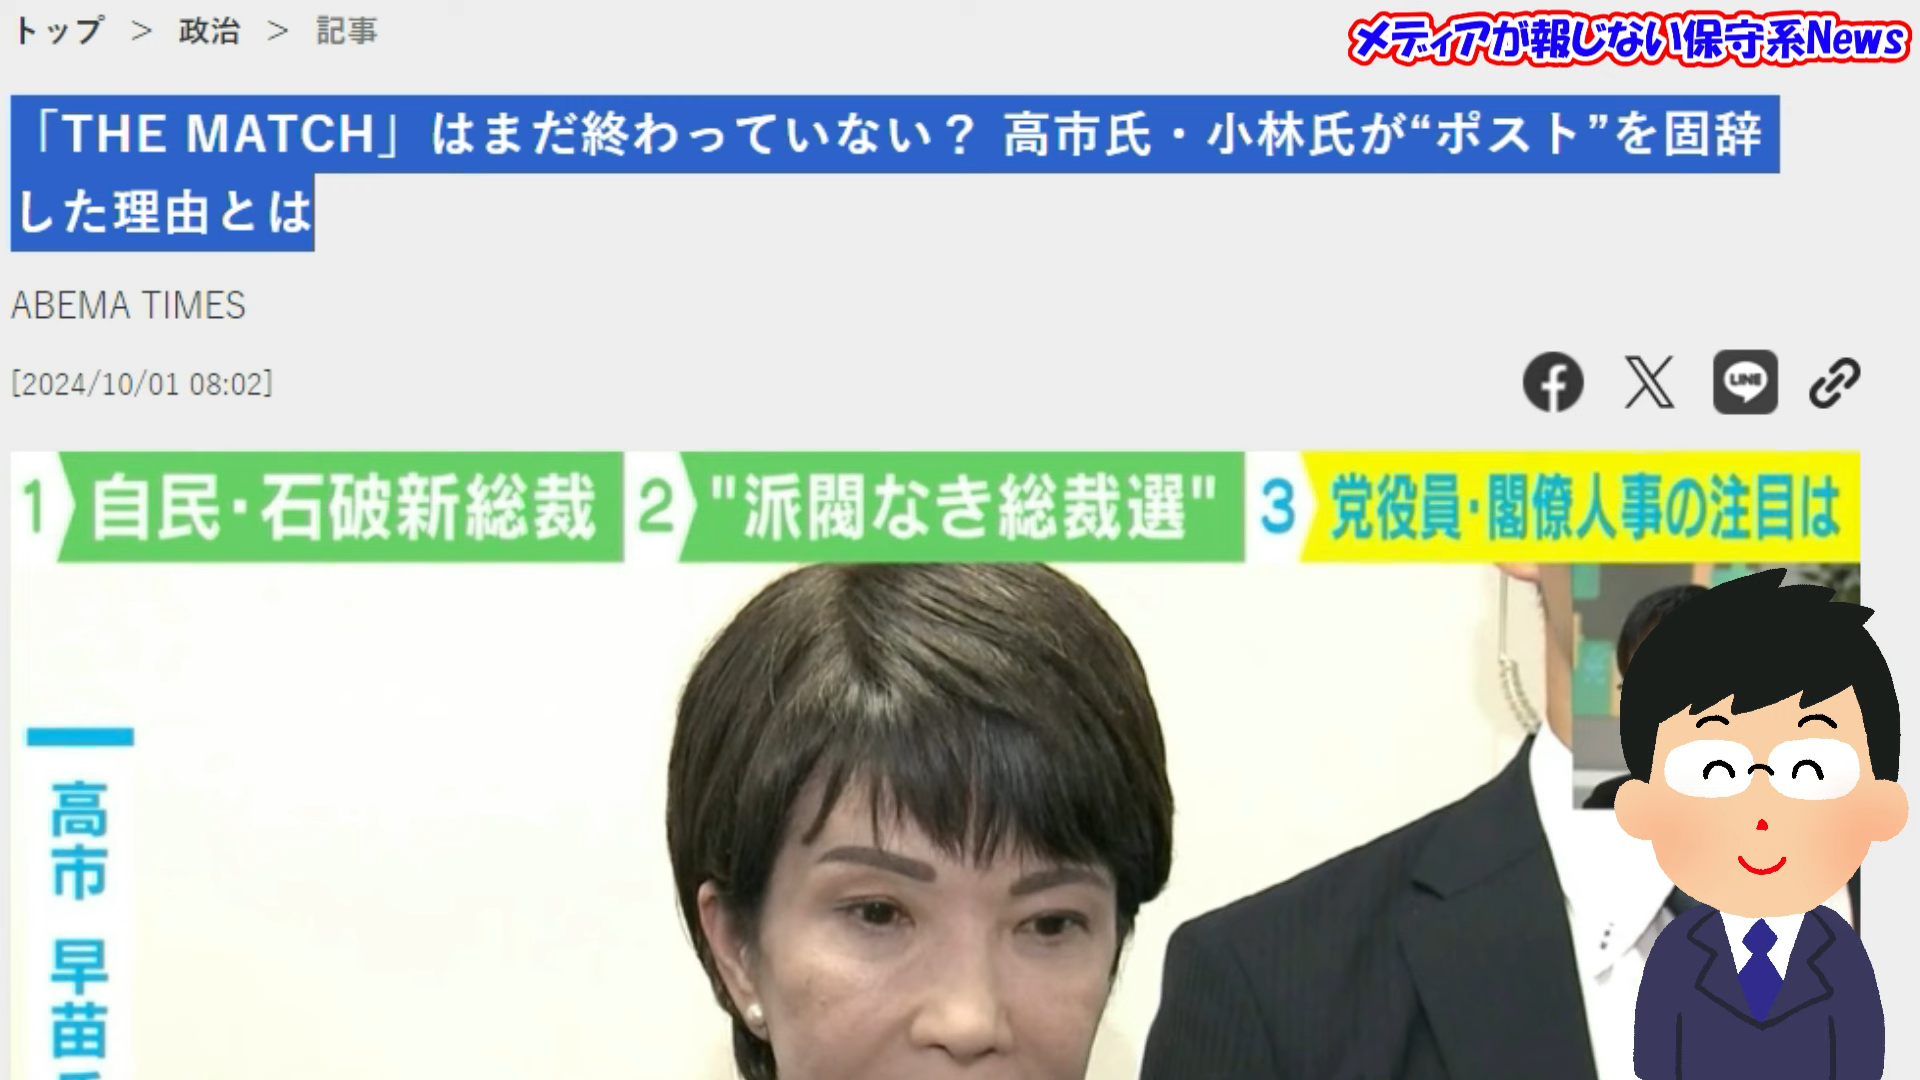 トップ > 政治 > 記事
メディアが報じない保守系News
「THE MATCH」はまだ終わっていない？ 高市氏・小林氏が“ポスト”を固辞
した理由とは
ABEMA TIMES
[2024/10/01 08:02]
LINE
1 自民・石破新総裁 2 "派閥なき総裁選" 3 党役員・閣僚人事の注目は
高市 早苗